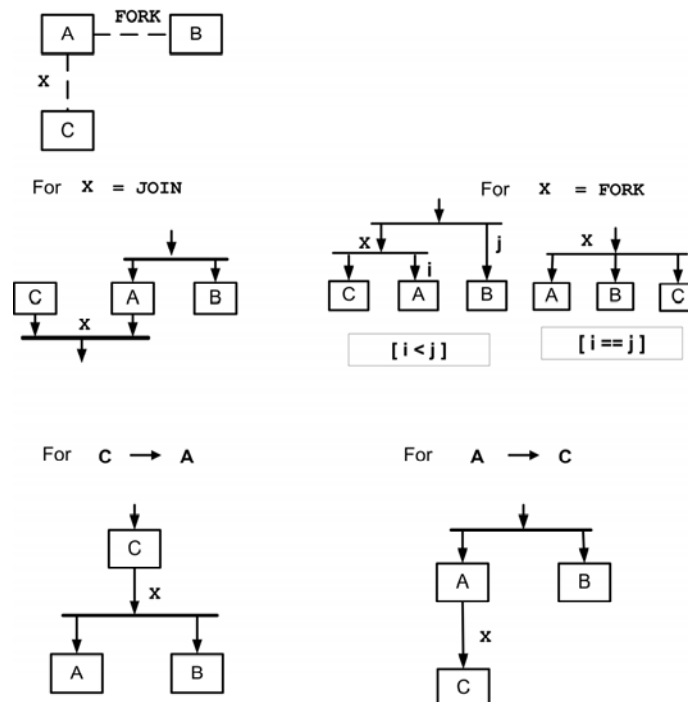 FORK
A B
X
C
For X = JOIN For X = FORK
X j
X X
i
C A B C A B A B C
[ i < j ] [ i == j ]
For C → A For A → C
C
X A B
A B X
C